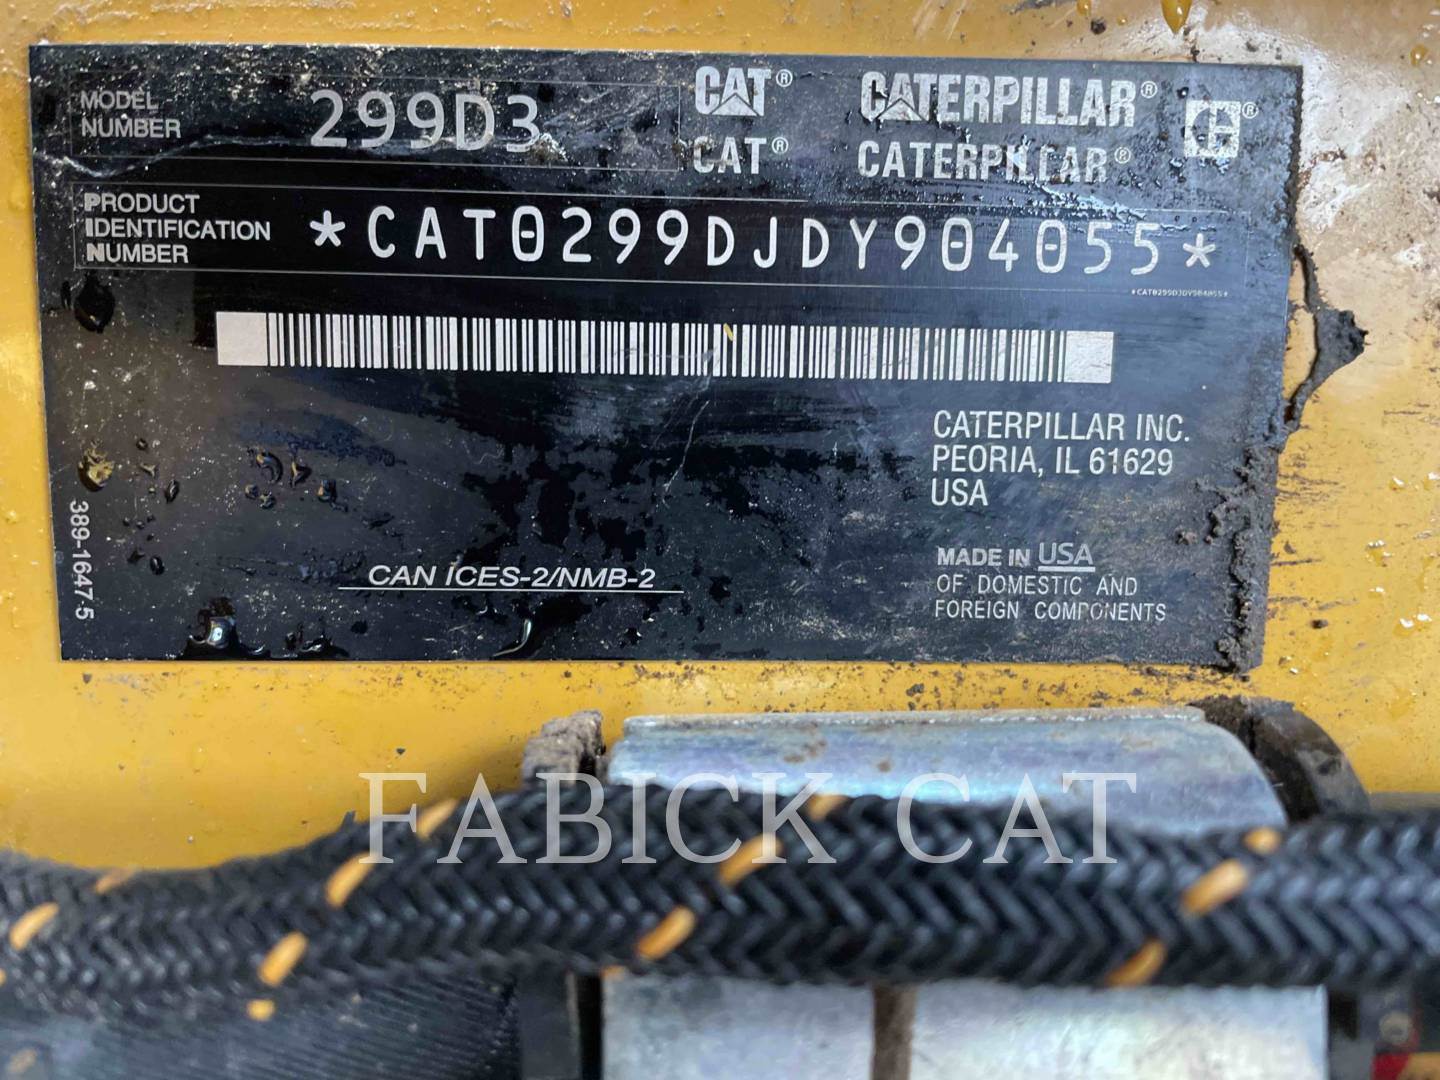 MODEL
NUMBER
299D3
CAT® CATERPILLAR® ®
CAT® CATERPILLAR®
PRODUCT
IDENTIFICATION
NUMBER
*CAT0299DJDY904055*
*CAT0299DJDY904055*
CATERPILLAR INC.
PEORIA, IL 61629
USA
389-1647-5
CAN ICES-2/NMB-2
MADE IN USA
OF DOMESTIC AND
FOREIGN COMPONENTS
FABICK CAT